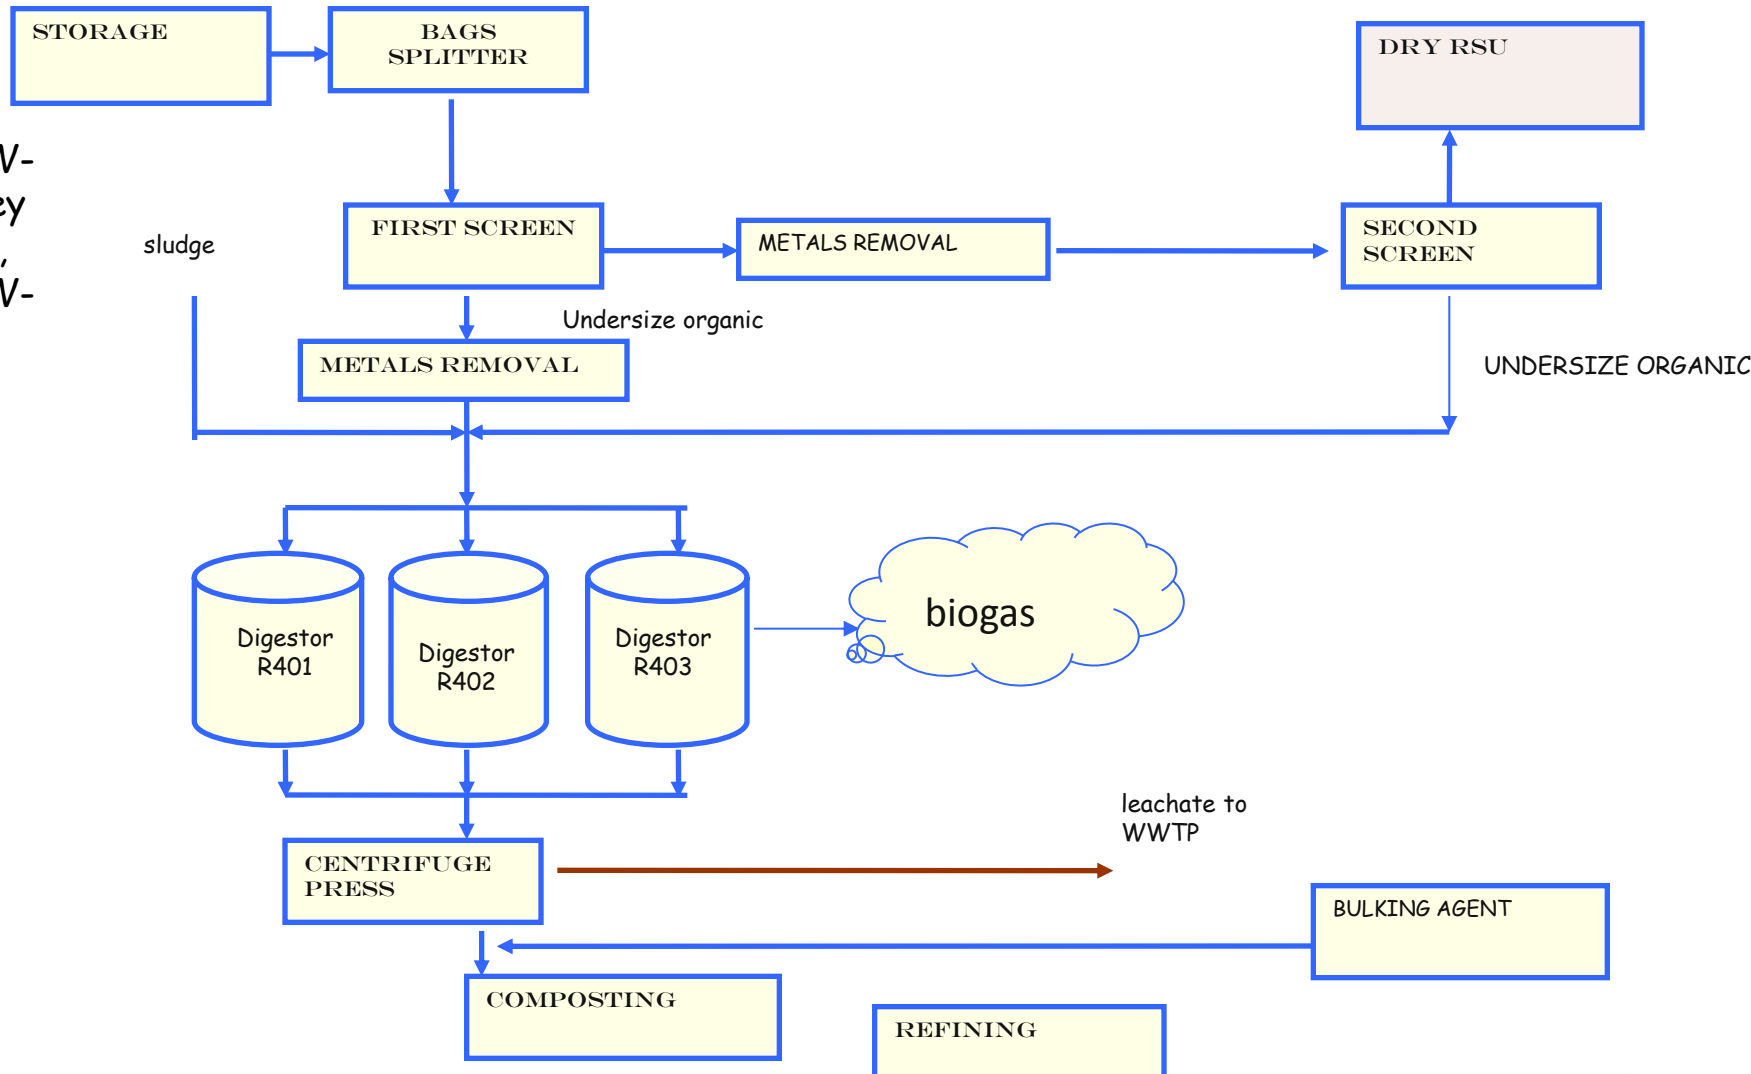 STORAGE
BAGS
SPLITTER
DRY RSU
sludge
FIRST SCREEN
METALS REMOVAL
SECOND
SCREEN
Undersize organic
METALS REMOVAL
UNDERSIZE ORGANIC
Digestor
R401
Digestor
R402
Digestor
R403
biogas
leachate to
WWTP
CENTRIFUGE
PRESS
BULKING AGENT
COMPOSTING
REFINING